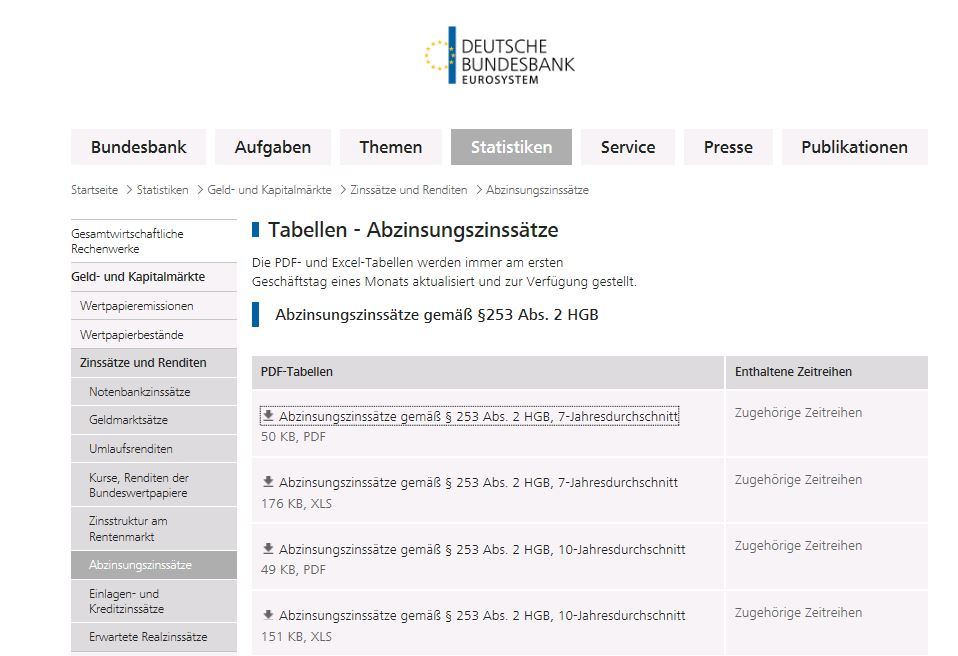 DEUTSCHE
BUNDESBANK
EUROSYSTEM
Bundesbank Aufgaben Themen Statistiken Service Presse Publikationen
Startseite > Statistiken > Geld- und Kapitalmärkte > Zinssätze und Renditen > Abzinsungszinssätze
Gesamtwirtschaftliche
Rechenwerke
Geld- und Kapitalmärkte
Wertpapieremissionen
Wertpapierbestände
Zinssätze und Renditen
Notenbankzinssätze
Geldmarktsätze
Umlaufsrenditen
Kurse, Renditen der
Bundeswertpapiere
Zinsstruktur am
Rentenmarkt
Abzinsungszinssätze
Einlagen- und
Kreditzinssätze
Erwartete Realzinssätze
Tabellen - Abzinsungszinssätze
Die PDF- und Excel-Tabellen werden immer am ersten
Geschäftstag eines Monats aktualisiert und zur Verfügung gestellt.
Abzinsungszinssätze gemäß §253 Abs. 2 HGB
PDF-Tabellen Enthaltene Zeitreihen
Abzinsungszinssätze gemäß § 253 Abs. 2 HGB, 7-Jahresdurchschnitt Zugehörige Zeitreihen
50 KB, PDF
Abzinsungszinssätze gemäß § 253 Abs. 2 HGB, 7-Jahresdurchschnitt Zugehörige Zeitreihen
176 KB, XLS
Abzinsungszinssätze gemäß § 253 Abs. 2 HGB, 10-Jahresdurchschnitt Zugehörige Zeitreihen
49 KB, PDF
Abzinsungszinssätze gemäß § 253 Abs. 2 HGB, 10-Jahresdurchschnitt Zugehörige Zeitreihen
151 KB, XLS